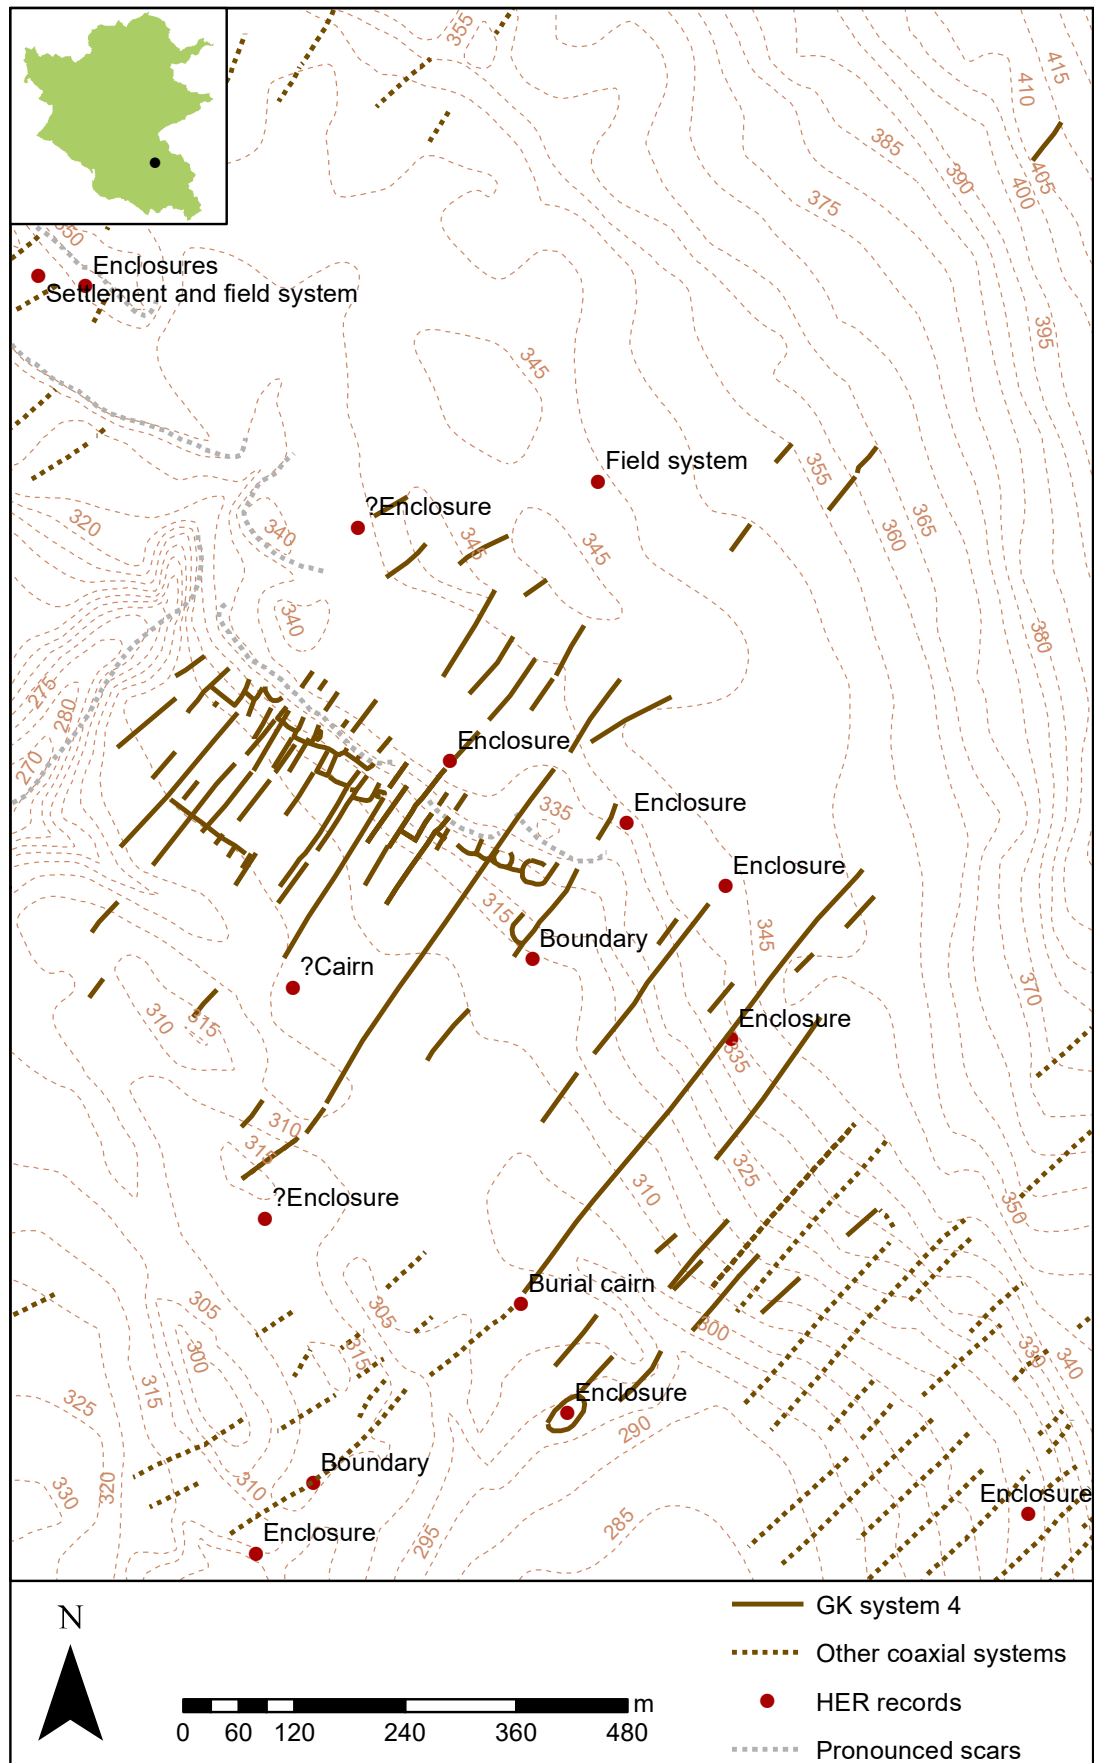 355
415
410
385
390
405
400
375
350
Enclosures
Settlement and field system
395
345
Field system
355
?Enclosure
365
320
340
345
345
360
340
380
275
280
Enclosure
270
335
Enclosure
Enclosure
315
345
Boundary
?Cairn
370
310
315
Enclosure
335
310
315
325
?Enclosure
310
350
Burial cairn
305
305
300
300
315
330
340
325
315
Enclosure
290
Boundary
330
320
310
Enclosure
285
295
Enclosure
N
GK system 4
Other coaxial systems
HER records
Pronounced scars
m
0 60 120 240 360 480